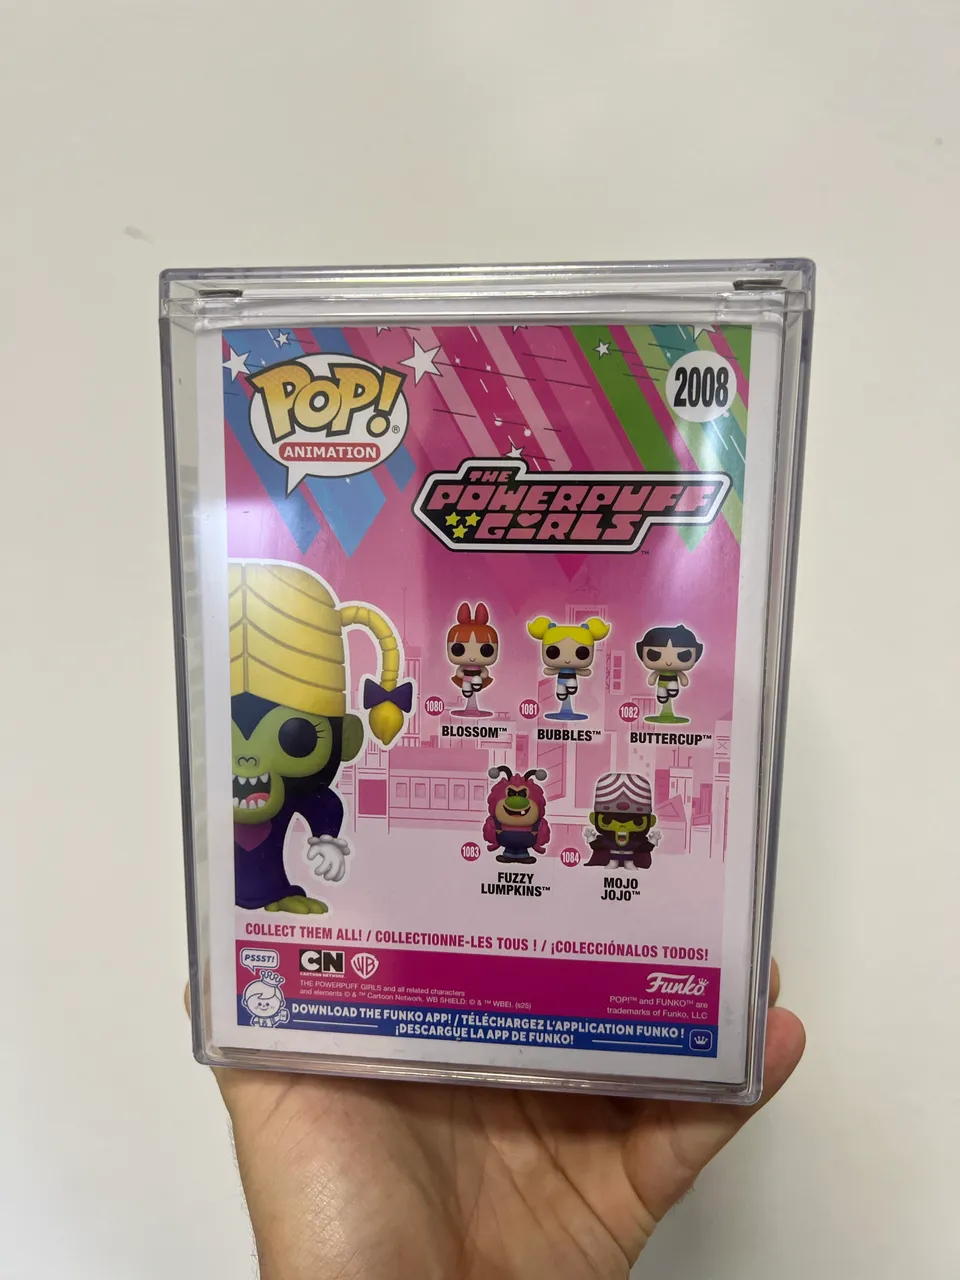 POP!®
ANIMATION
2008
THE
POWERPUFF
GIRLS™
1080
BLOSSOM™
1081
BUBBLES™
1082
BUTTERCUP™
1083
FUZZY
LUMPKINS™
1084
MOJO
JOJO™
COLLECT THEM ALL! / COLLECTIONNE-LES TOUS ! / ¡COLECCIÓNALOS TODOS!
PSSST!
CN
CARTOON NETWORK
WB
THE POWERPUFF GIRLS and all related characters
and elements © & ™ Cartoon Network. WB SHIELD: © & ™ WBEI. (s25)
Funko
POP!™ and FUNKO™ are
trademarks of Funko, LLC
DOWNLOAD THE FUNKO APP! / TÉLÉCHARGEZ L'APPLICATION FUNKO !
¡DESCARGUE LA APP DE FUNKO!